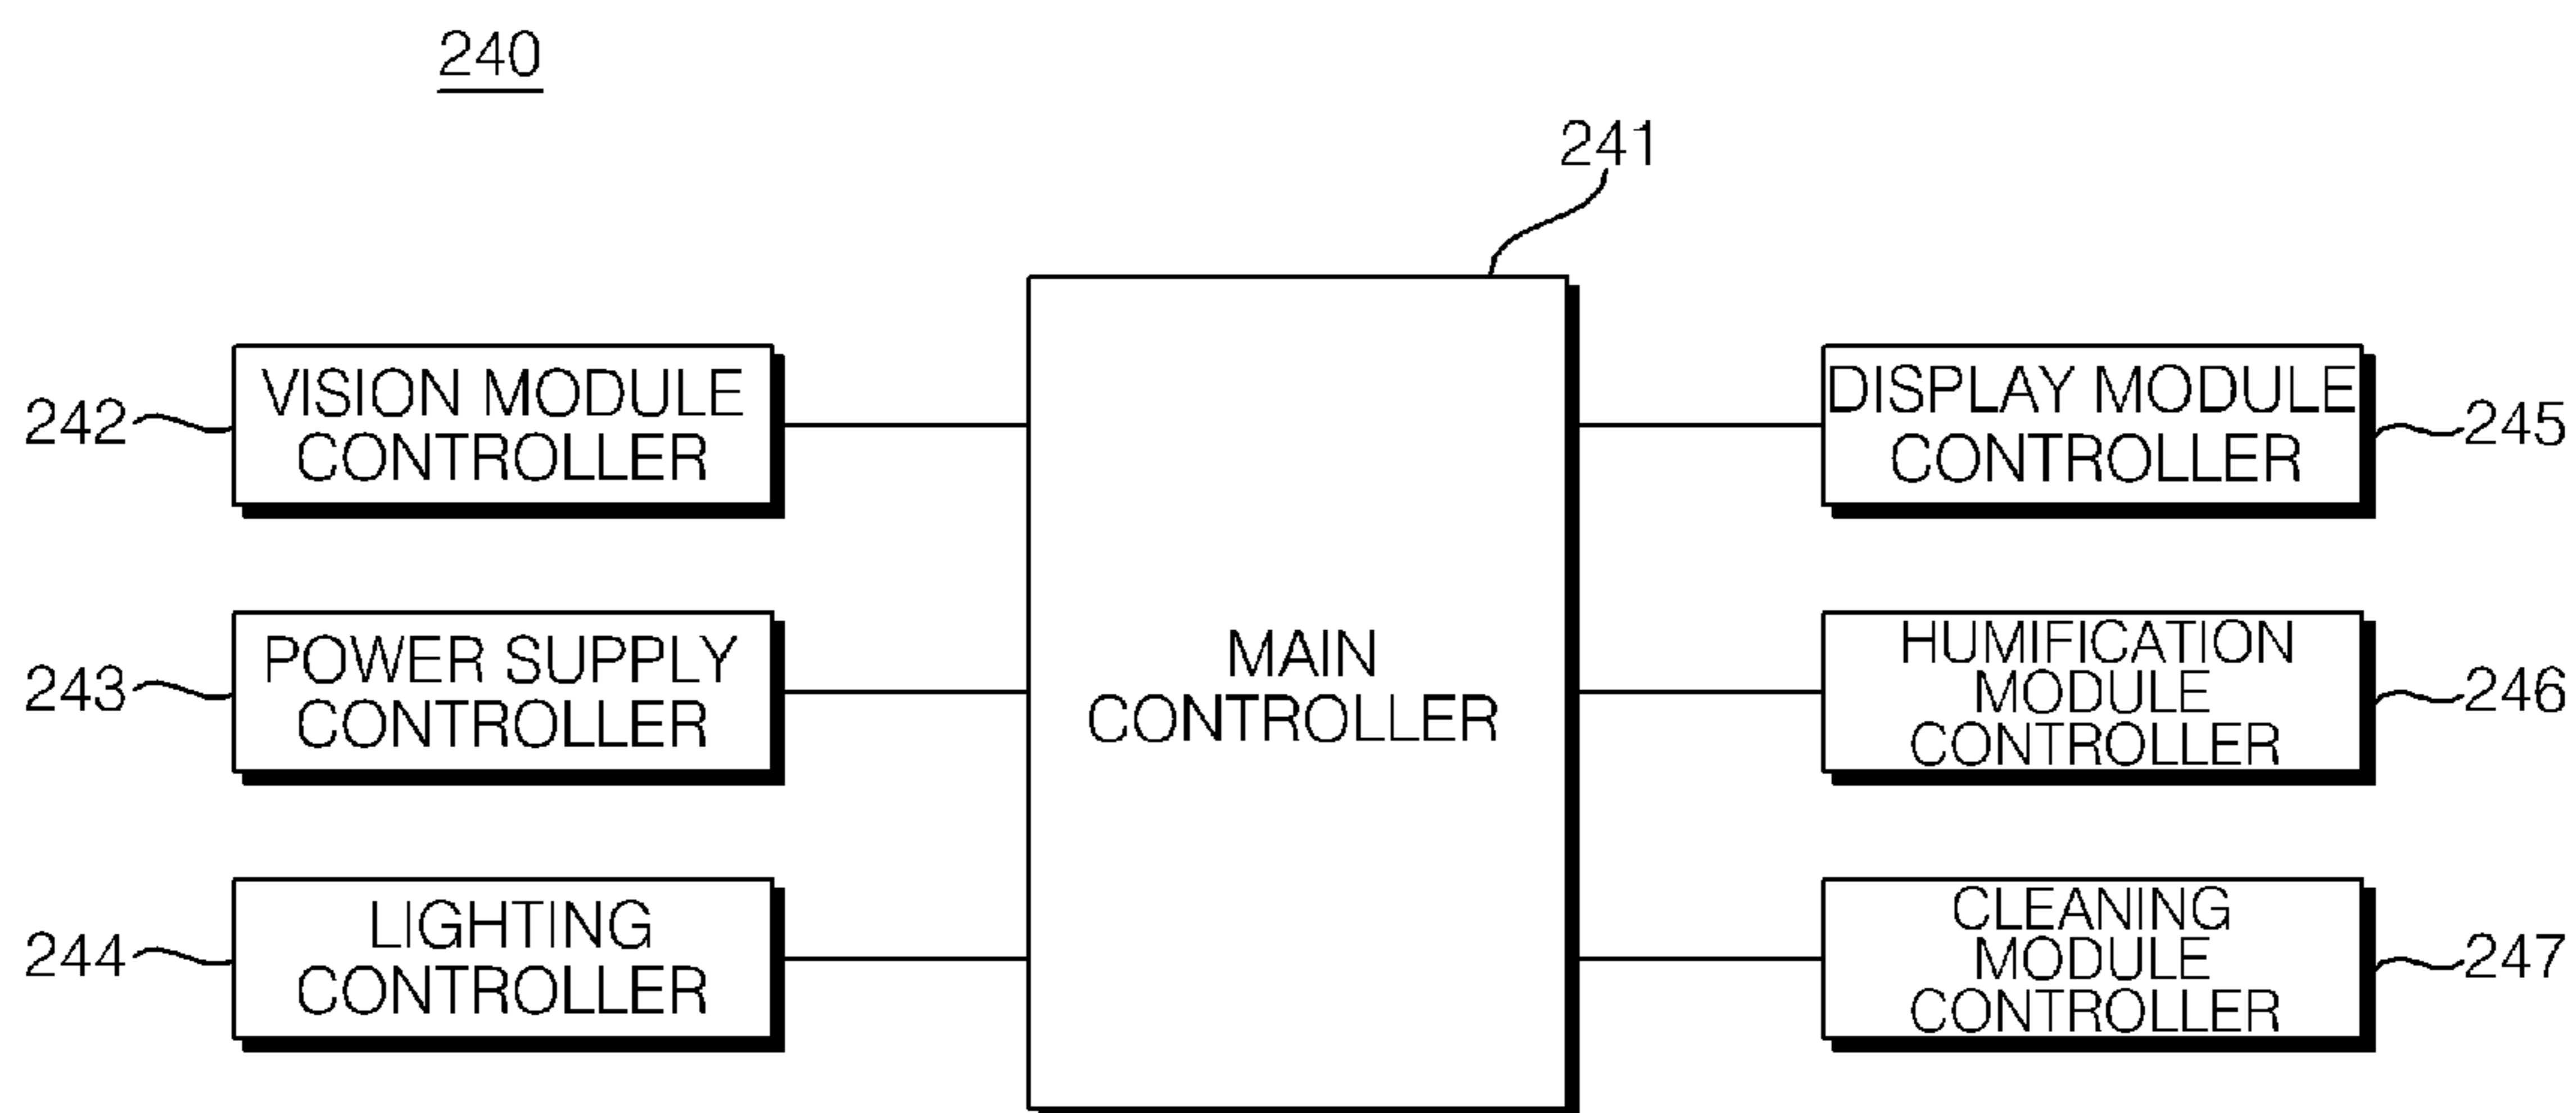 240
241
242
VISION MODULE
CONTROLLER
243
POWER SUPPLY
CONTROLLER
244
LIGHTING
CONTROLLER
MAIN
CONTROLLER
DISPLAY MODULE
CONTROLLER
245
HUMIFICATION
MODULE
CONTROLLER
246
CLEANING
MODULE
CONTROLLER
247